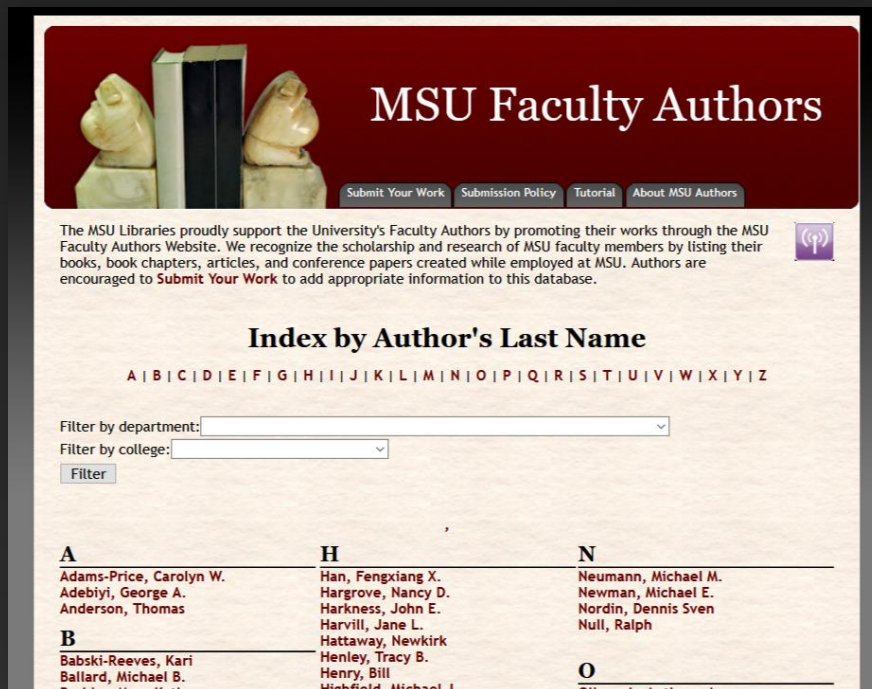 MSU Faculty Authors
Submit Your Work
Submission Policy
Tutorial
About MSU Authors
The MSU Libraries proudly support the University's Faculty Authors by promoting their works through the MSU
Faculty Authors Website. We recognize the scholarship and research of MSU faculty members by listing their
books, book chapters, articles, and conference papers created while employed at MSU. Authors are
encouraged to Submit Your Work to add appropriate information to this database.
Index by Author's Last Name
A | B | C | D | E | F | G | H | I | J | K | L | M | N | O | P | Q | R | S | T | U | V | W | X | Y | Z
Filter by department:
Filter by college:
Filter
,
A
Adams-Price, Carolyn W.
Adebiyi, George A.
Anderson, Thomas
B
Babski-Reeves, Kari
Ballard, Michael B.
H
Han, Fengxiang X.
Hargrove, Nancy D.
Harkness, John E.
Harvill, Jane L.
Hattaway, Newkirk
Henley, Tracy B.
Henry, Bill
Highfield, Michael J.
N
Neumann, Michael M.
Newman, Michael E.
Nordin, Dennis Sven
Null, Ralph
O